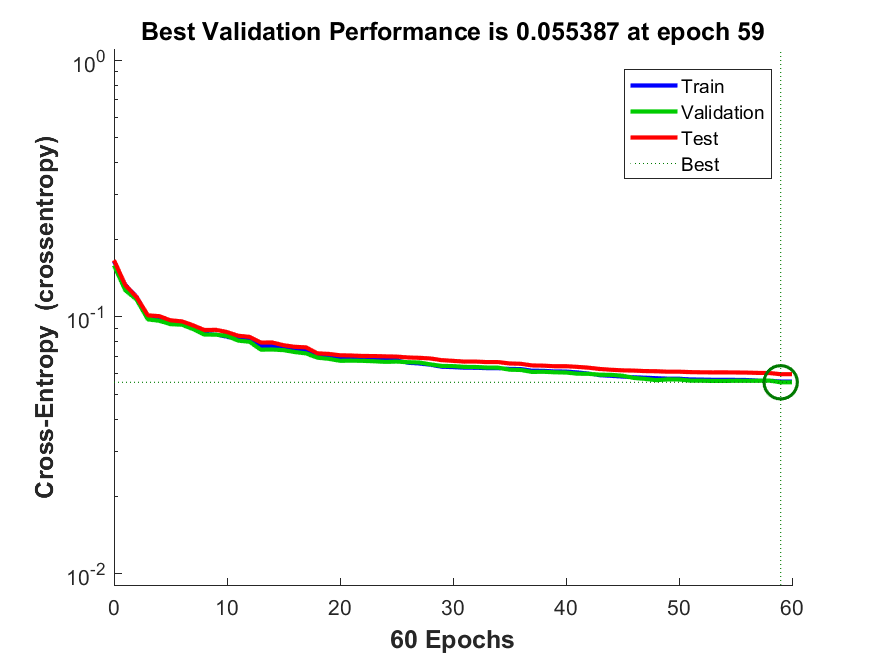 Best Validation Performance is 0.055387 at epoch 59
Cross-Entropy (crossentropy)
10^0
10^-1
10^-2
Train
Validation
Test
Best
0 10 20 30 40 50 60
60 Epochs